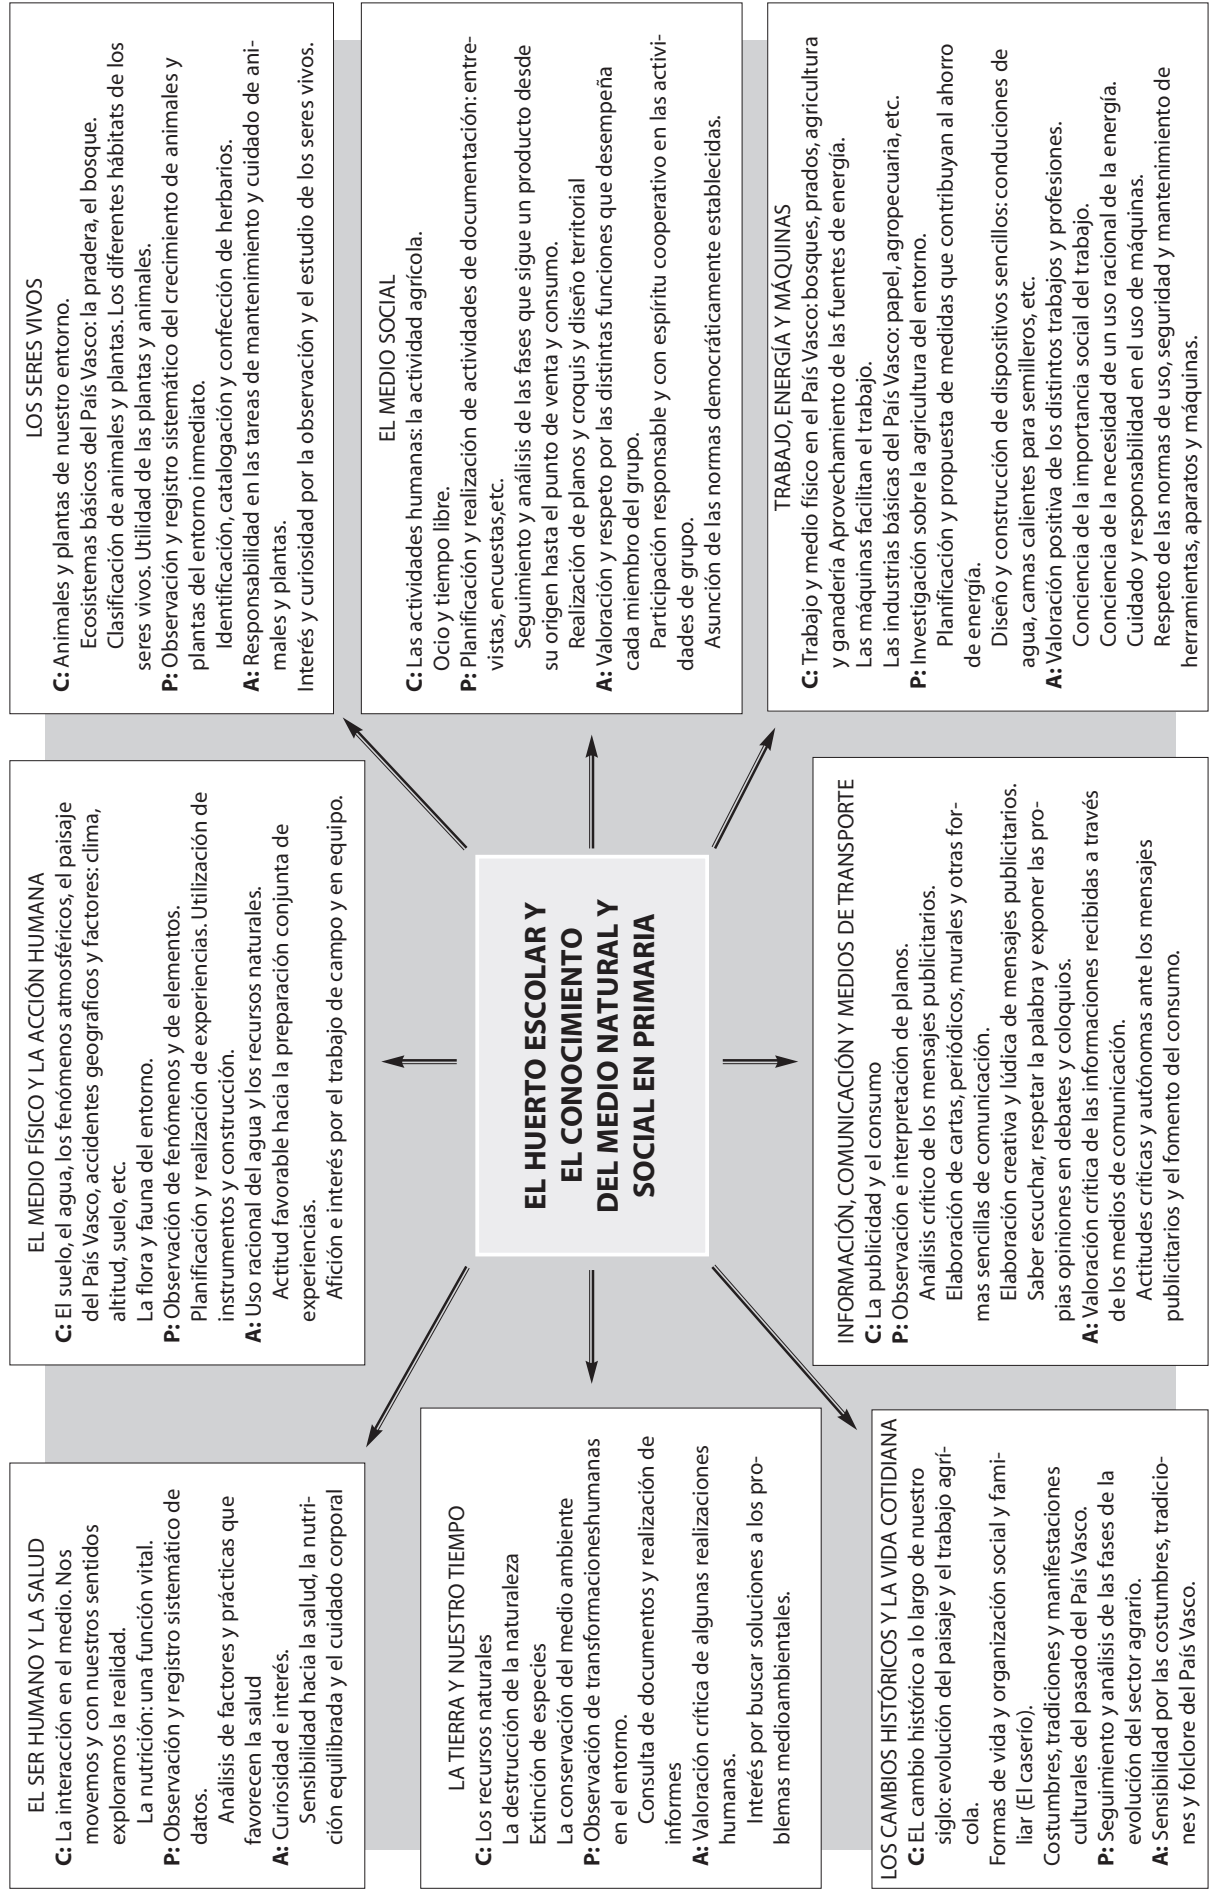 EL SER HUMANO Y LA SALUD
C: La interacción en el medio. Nos
movemos y con nuestros sentidos
exploramos la realidad.
La nutrición: una función vital.
P: Observación y registro sistemático de
datos.
Análisis de factores y prácticas que
favorecen la salud
A: Curiosidad e interés.
Sensibilidad hacia la salud, la nutri-
ción equilibrada y el cuidado corporal
EL MEDIO FÍSICO Y LA ACCIÓN HUMANA
C: El suelo, el agua, los fenómenos atmosféricos, el paisaje
del País Vasco, accidentes geograficos y factores: clima,
altitud, suelo, etc.
La flora y fauna del entorno.
P: Observación de fenómenos y de elementos.
Planificación y realización de experiencias. Utilización de
instrumentos y construcción.
A: Uso racional del agua y los recursos naturales.
Actitud favorable hacia la preparación conjunta de
experiencias.
Afición e interés por el trabajo de campo y en equipo.
LOS SERES VIVOS
C: Animales y plantas de nuestro entorno.
Ecosistemas básicos del País Vasco: la pradera, el bosque.
Clasificación de animales y plantas. Los diferentes hábitats de los
seres vivos. Utilidad de las plantas y animales.
P: Observación y registro sistemático del crecimiento de animales y
plantas del entorno inmediato.
Identificación, catalogación y confección de herbarios.
A: Responsabilidad en las tareas de mantenimiento y cuidado de ani-
males y plantas.
Interés y curiosidad por la observación y el estudio de los seres vivos.
LA TIERRA Y NUESTRO TIEMPO
C: Los recursos naturales
La destrucción de la naturaleza
Extinción de especies
La conservación del medio ambiente
P: Observación de transformacioneshumanas
en el entorno.
Consulta de documentos y realización de
informes
A: Valoración crítica de algunas realizaciones
humanas.
Interés por buscar soluciones a los pro-
blemas medioambientales.
EL HUERTO ESCOLAR Y
EL CONOCIMIENTO
DEL MEDIO NATURAL Y
SOCIAL EN PRIMARIA
EL MEDIO SOCIAL
C: Las actividades humanas: la actividad agrícola.
Ocio y tiempo libre.
P: Planificación y realización de actividades de documentación: entre-
vistas, encuestas,etc.
Seguimiento y análisis de las fases que sigue un producto desde
su origen hasta el punto de venta y consumo.
Realización de planos y croquis y diseño territorial
A: Valoración y respeto por las distintas funciones que desempeña
cada miembro del grupo.
Participación responsable y con espíritu cooperativo en las activi-
dades de grupo.
Asunción de las normas democráticamente establecidas.
LOS CAMBIOS HISTÓRICOS Y LA VIDA COTIDIANA
C: EL cambio histórico a lo largo de nuestro
siglo: evolución del paisaje y el trabajo agrí-
cola.
Formas de vida y organización social y fami-
liar (El caserío).
Costumbres, tradiciones y manifestaciones
culturales del pasado del País Vasco.
P: Seguimiento y análisis de las fases de la
evolución del sector agrario.
A: Sensibilidad por las costumbres, tradicio-
nes y folclore del País Vasco.
INFORMACIÓN, COMUNICACIÓN Y MEDIOS DE TRANSPORTE
C: La publicidad y el consumo
P: Observación e interpretación de planos.
Análisis crítico de los mensajes publicitarios.
Elaboración de cartas, periódicos, murales y otras for-
mas sencillas de comunicación.
Elaboración creativa y lúdica de mensajes publicitarios.
Saber escuchar, respetar la palabra y exponer las pro-
pias opiniones en debates y coloquios.
A: Valoración crítica de las informaciones recibidas a través
de los medios de comunicación.
Actitudes críticas y autónomas ante los mensajes
publicitarios y el fomento del consumo.
TRABAJO, ENERGÍA Y MÁQUINAS
C: Trabajo y medio físico en el País Vasco: bosques, prados, agricultura
y ganadería Aprovechamiento de las fuentes de energía.
Las máquinas facilitan el trabajo.
Las industrias básicas del País Vasco: papel, agropecuaria, etc.
P: Investigación sobre la agricultura del entorno.
Planificación y propuesta de medidas que contribuyan al ahorro
de energía.
Diseño y construcción de dispositivos sencillos: conduciones de
agua, camas calientes para semilleros, etc.
A: Valoración positiva de los distintos trabajos y profesiones.
Conciencia de la importancia social del trabajo.
Conciencia de la necesidad de un uso racional de la energía.
Cuidado y responsabilidad en el uso de máquinas.
Respeto de las normas de uso, seguridad y mantenimiento de
herramientas, aparatos y máquinas.